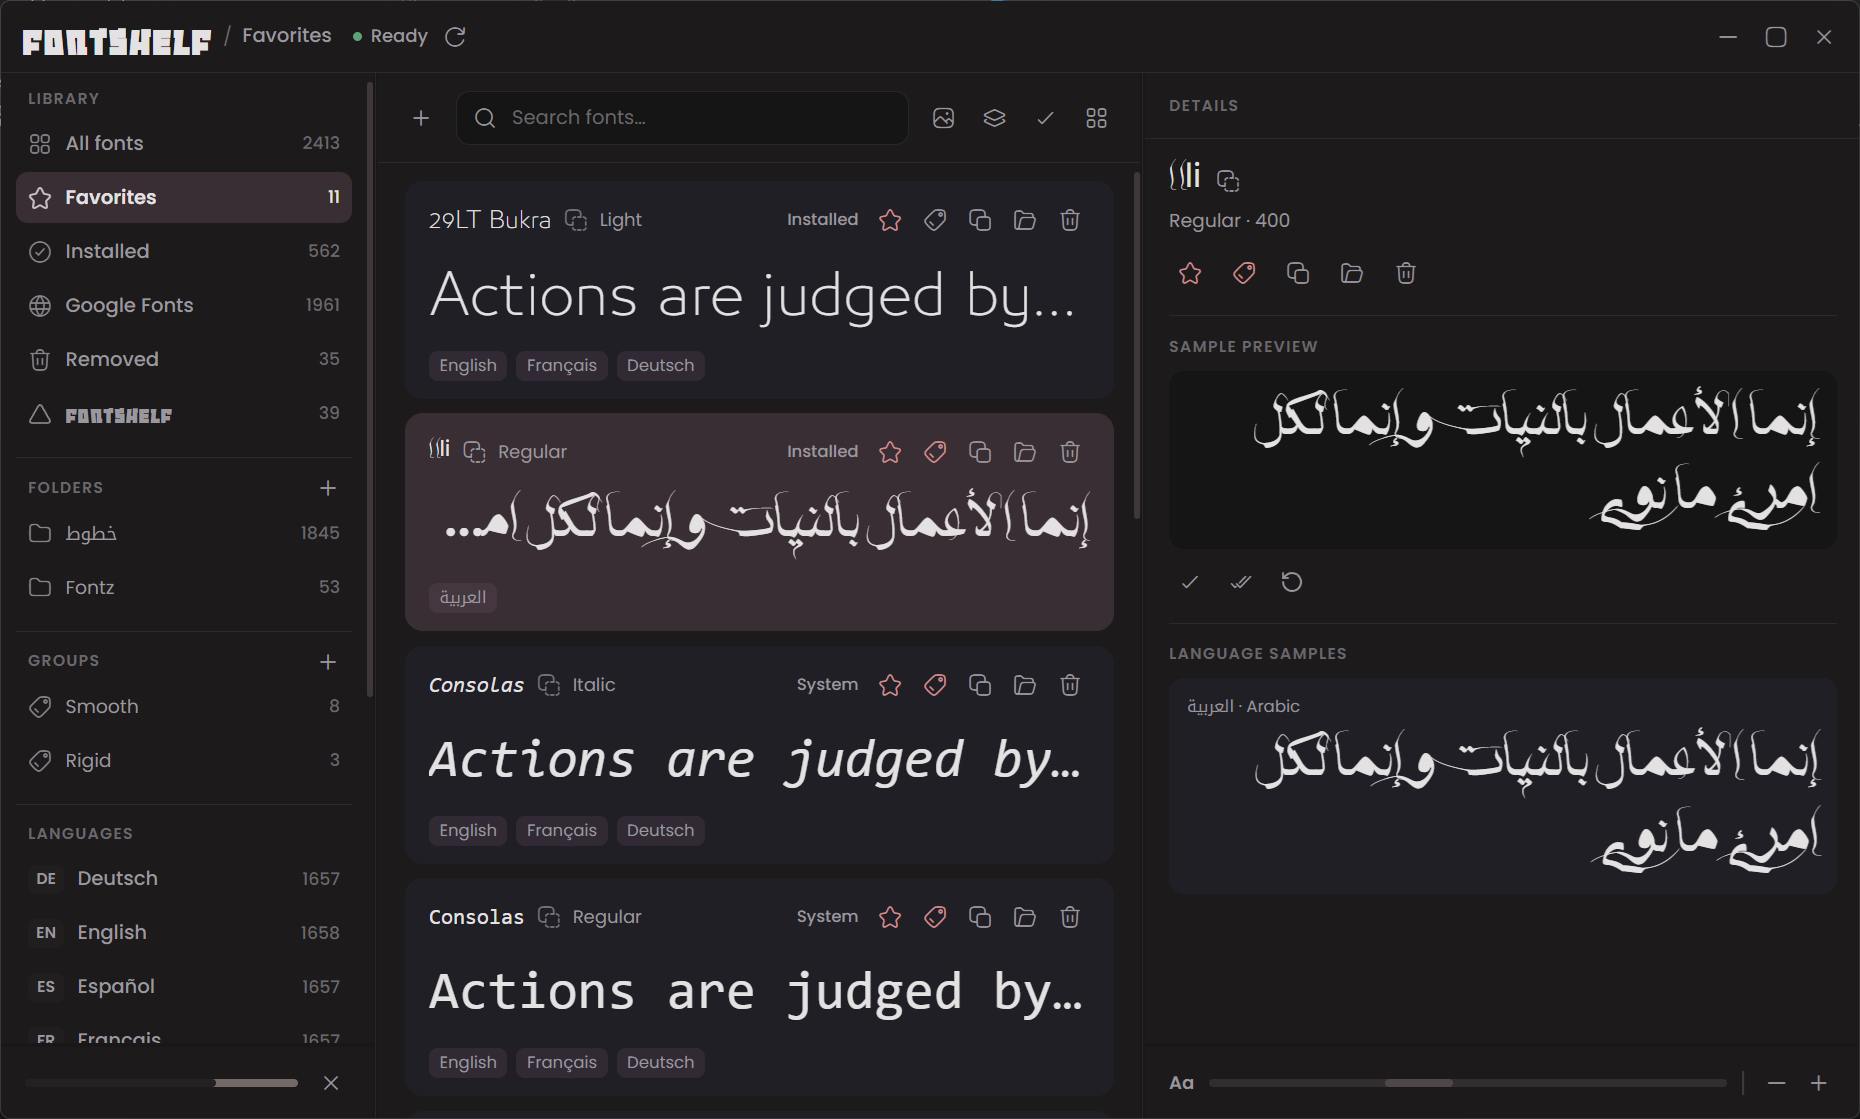 FONTSHELF / Favorites Ready
LIBRARY
All fonts 2413
Favorites 11
Installed 562
Google Fonts 1961
Removed 35
FONTSHELF 39
FOLDERS
خطوط 1845
Fontz 53
GROUPS
Smooth 8
Rigid 3
LANGUAGES
DE Deutsch 1657
EN English 1658
ES Español 1657
FR Français 1657
Search fonts...
29LT Bukra Light Installed
Actions are judged by...
English Français Deutsch
Regular Installed
إنما الأعمال بالنيات وإنما لكل ام...
العربية
Consolas Italic System
Actions are judged by...
English Français Deutsch
Consolas Regular System
Actions are judged by...
English Français Deutsch
DETAILS
Regular · 400
SAMPLE PREVIEW
إنما الأعمال بالنيات وإنما لكل
امرئ ما نوى
LANGUAGE SAMPLES
العربية · Arabic
إنما الأعمال بالنيات وإنما لكل
امرئ ما نوى
Aa